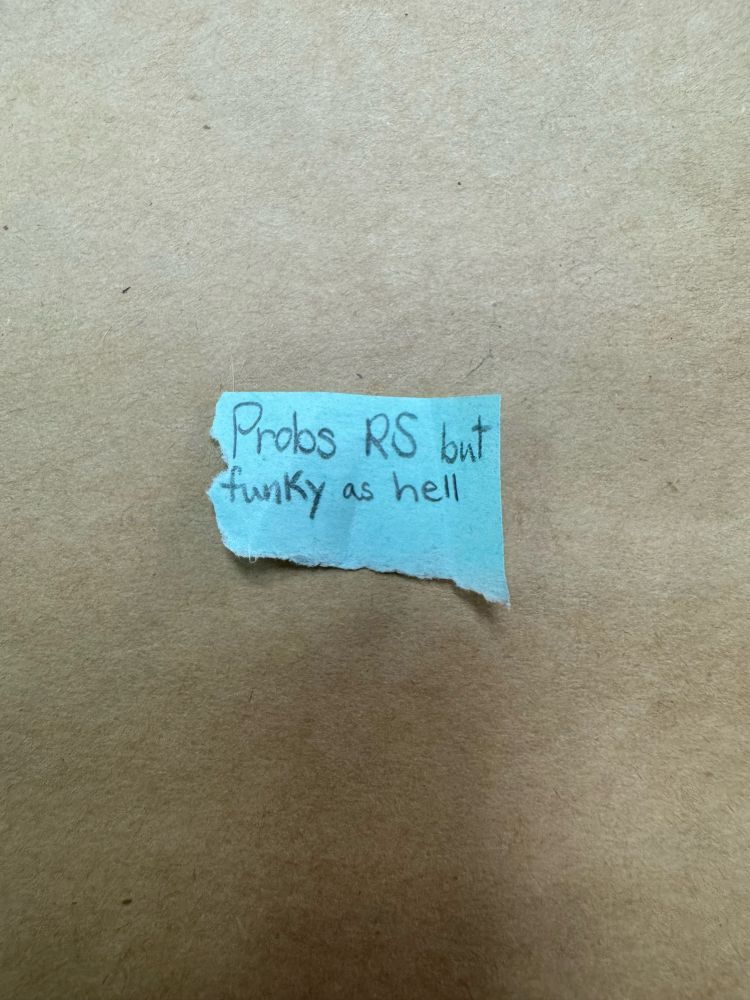 Probs RS but
funky as hell